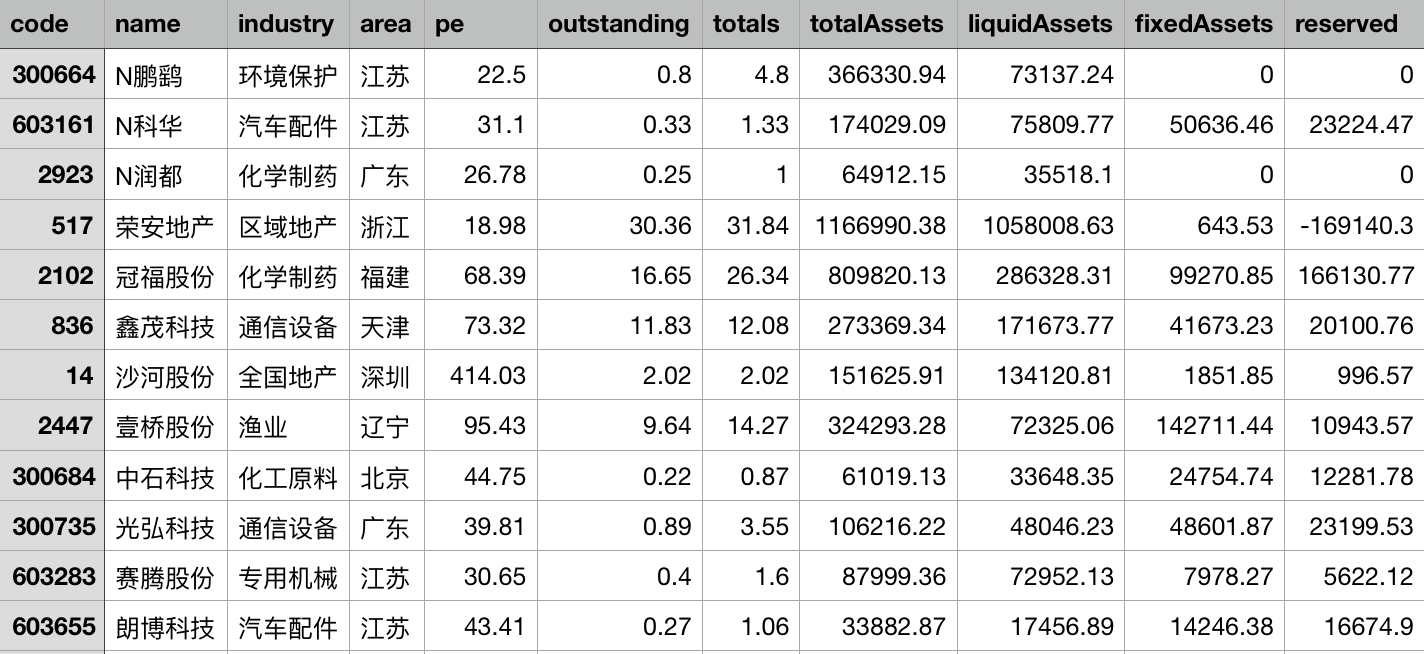 code name industry area pe outstanding totals totalAssets liquidAssets fixedAssets reserved
300664 N鹏鹞 环境保护 江苏 22.5 0.8 4.8 366330.94 73137.24 0 0
603161 N科华 汽车配件 江苏 31.1 0.33 1.33 174029.09 75809.77 50636.46 23224.47
2923 N润都 化学制药 广东 26.78 0.25 1 64912.15 35518.1 0 0
517 荣安地产 区域地产 浙江 18.98 30.36 31.84 1166990.38 1058008.63 643.53 -169140.3
2102 冠福股份 化学制药 福建 68.39 16.65 26.34 809820.13 286328.31 99270.85 166130.77
836 鑫茂科技 通信设备 天津 73.32 11.83 12.08 273369.34 171673.77 41673.23 20100.76
14 沙河股份 全国地产 深圳 414.03 2.02 2.02 151625.91 134120.81 1851.85 996.57
2447 壹桥股份 渔业 辽宁 95.43 9.64 14.27 324293.28 72325.06 142711.44 10943.57
300684 中石科技 化工原料 北京 44.75 0.22 0.87 61019.13 33648.35 24754.74 12281.78
300735 光弘科技 通信设备 广东 39.81 0.89 3.55 106216.22 48046.23 48601.87 23199.53
603283 赛腾股份 专用机械 江苏 30.65 0.4 1.6 87999.36 72952.13 7978.27 5622.12
603655 朗博科技 汽车配件 江苏 43.41 0.27 1.06 33882.87 17456.89 14246.38 16674.9